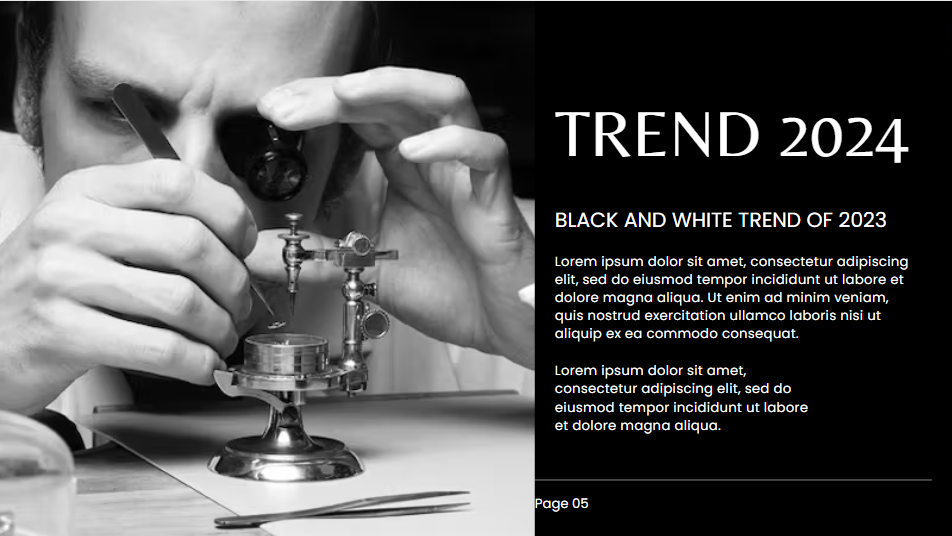 TREND 2024
BLACK AND WHITE TREND OF 2023
Lorem ipsum dolor sit amet, consectetur adipiscing
elit, sed do eiusmod tempor incididunt ut labore et
dolore magna aliqua. Ut enim ad minim veniam,
quis nostrud exercitation ullamco laboris nisi ut
aliquip ex ea commodo consequat.
Lorem ipsum dolor sit amet,
consectetur adipiscing elit, sed do
eiusmod tempor incididunt ut labore
et dolore magna aliqua.
Page 05